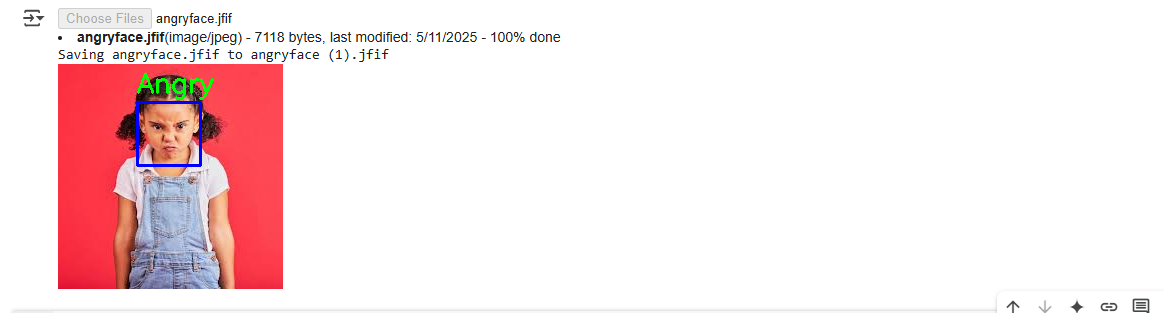 Choose Files angryface.jfif
• angryface.jfif(image/jpeg) - 7118 bytes, last modified: 5/11/2025 - 100% done
Saving angryface.jfif to angryface (1).jfif
Angry